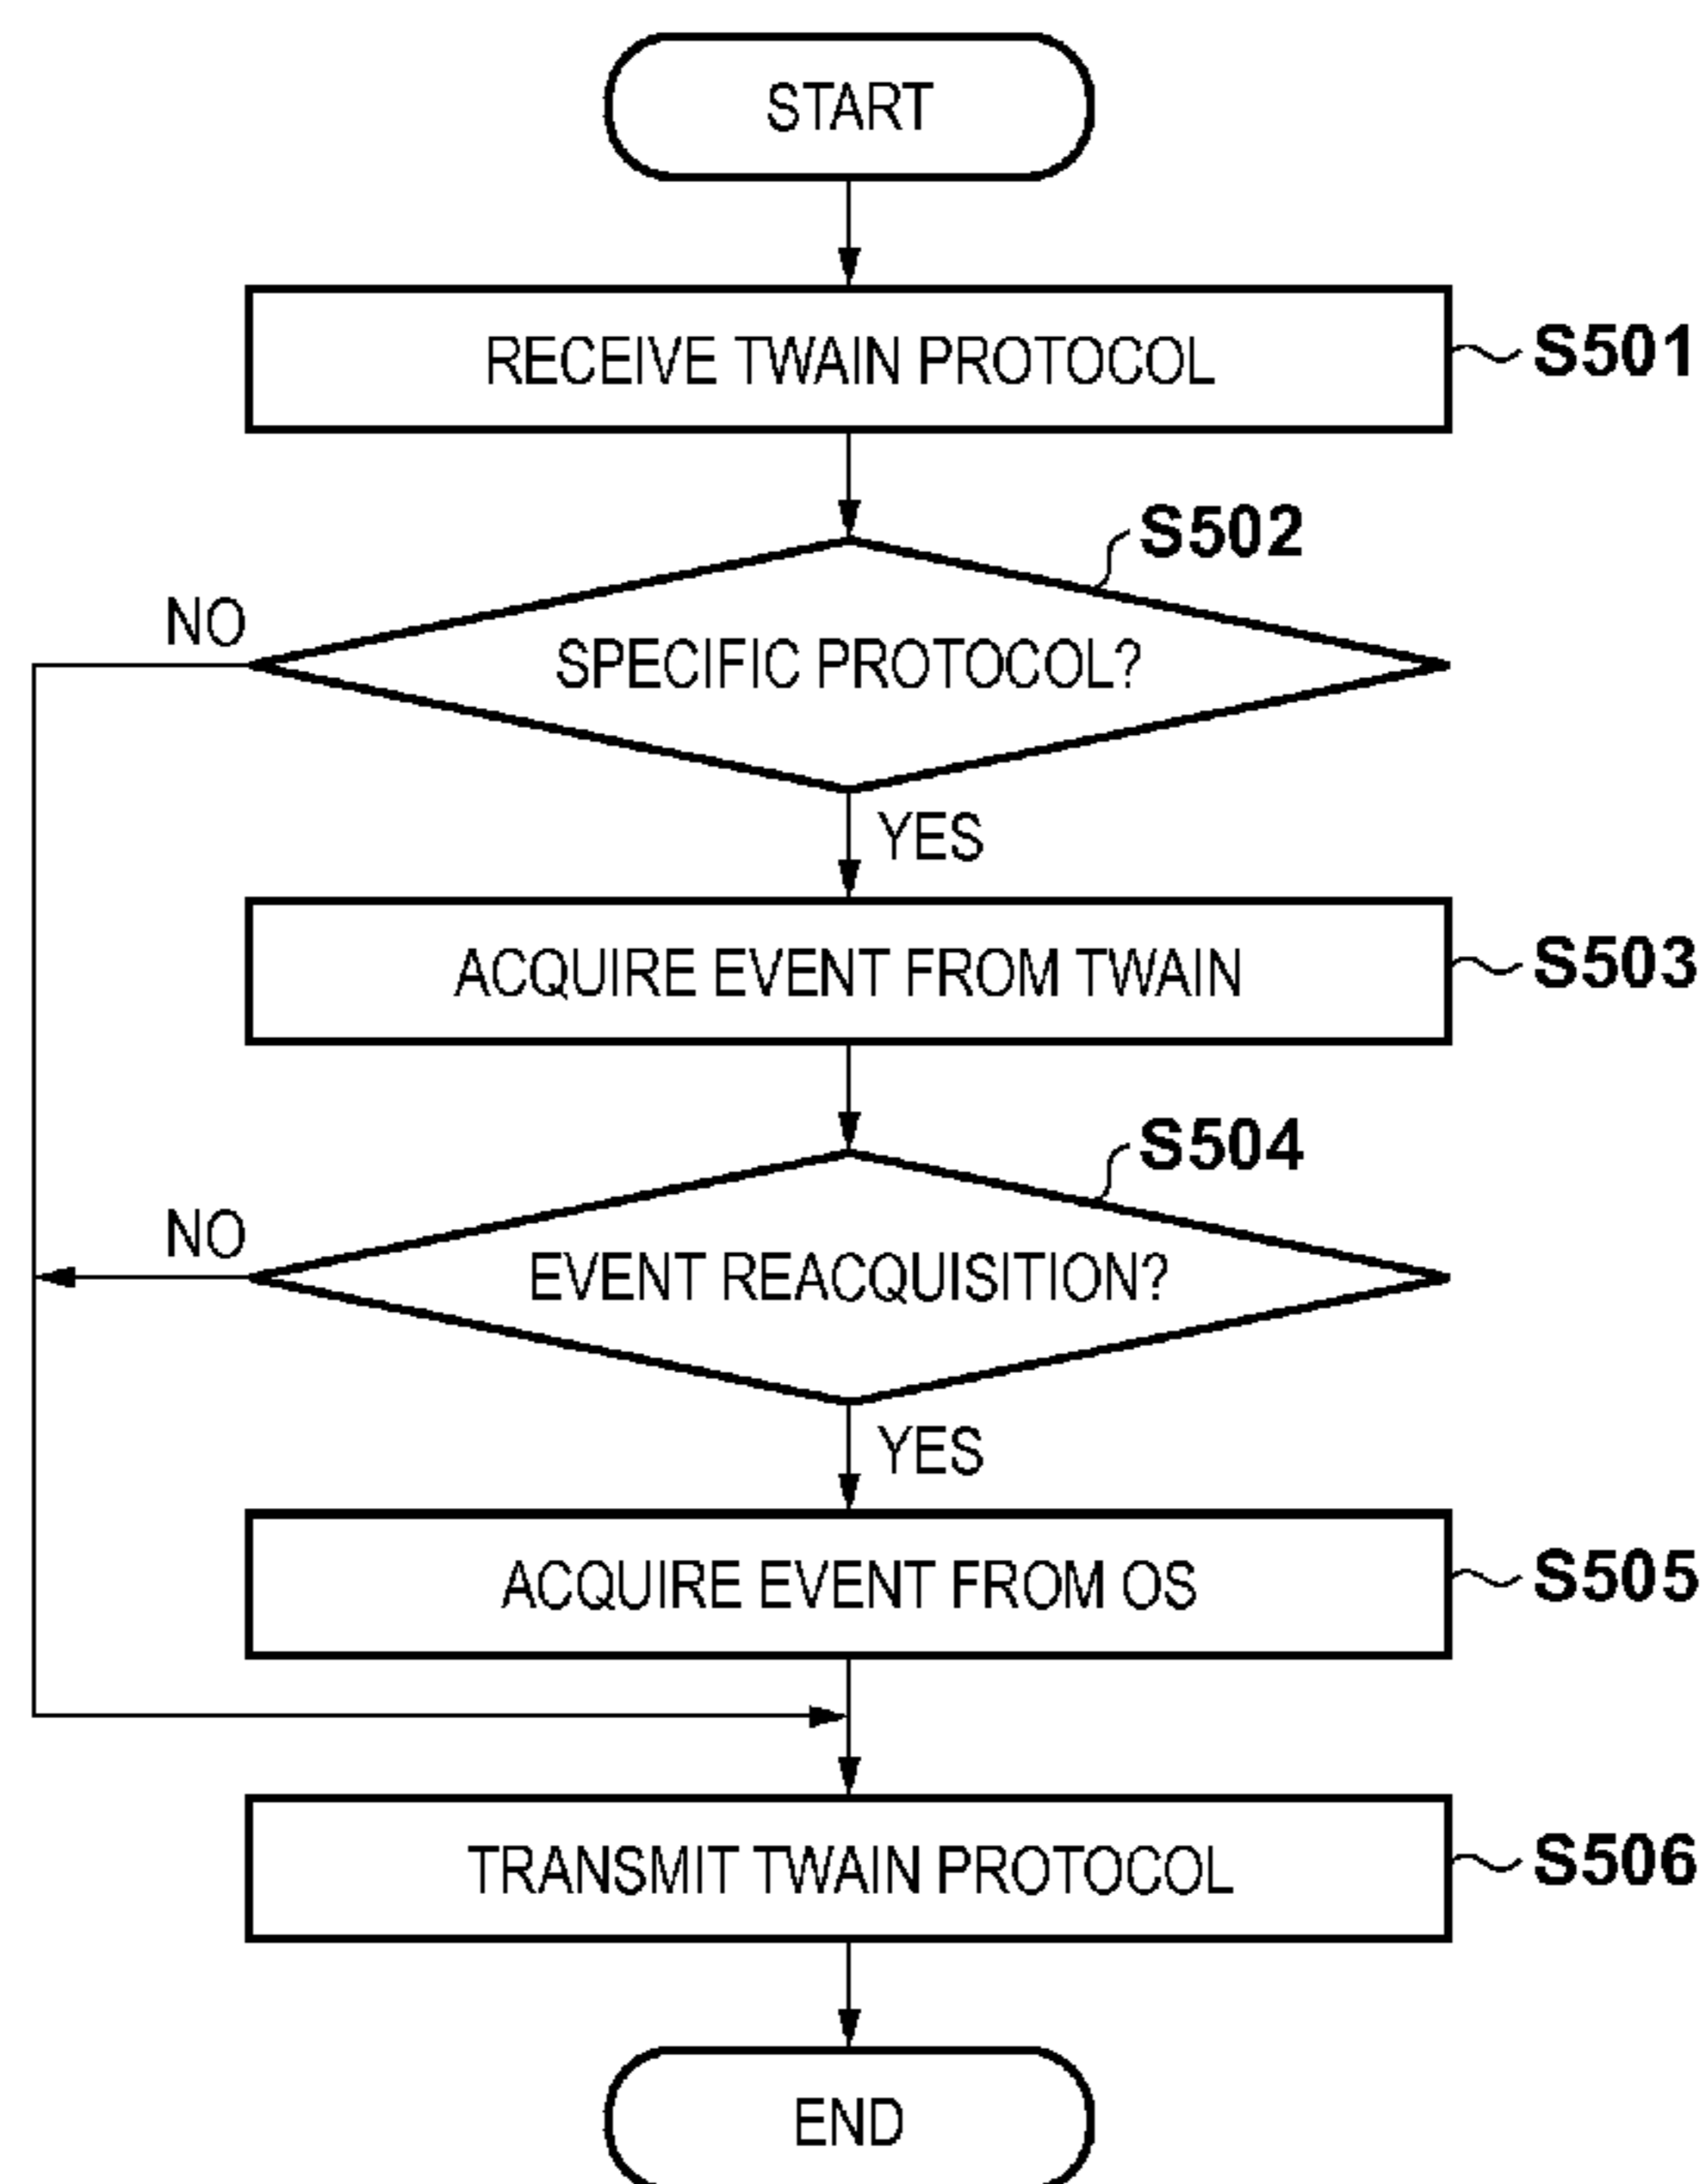 START
RECEIVE TWAIN PROTOCOL
S501
S502
NO
SPECIFIC PROTOCOL?
YES
ACQUIRE EVENT FROM TWAIN
S503
S504
NO
EVENT REACQUISITION?
YES
ACQUIRE EVENT FROM OS
S505
TRANSMIT TWAIN PROTOCOL
S506
END